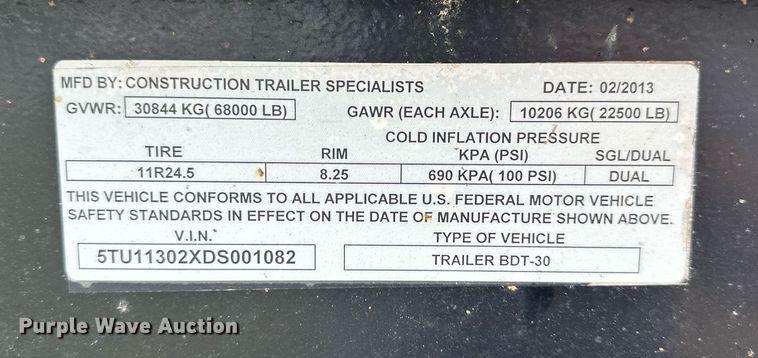 MFD BY: CONSTRUCTION TRAILER SPECIALISTS DATE: 02/2013
GVWR: 30844 KG( 68000 LB) GAWR (EACH AXLE): 10206 KG( 22500 LB)
COLD INFLATION PRESSURE
TIRE RIM KPA (PSI) SGL/DUAL
11R24.5 8.25 690 KPA( 100 PSI) DUAL
THIS VEHICLE CONFORMS TO ALL APPLICABLE U.S. FEDERAL MOTOR VEHICLE
SAFETY STANDARDS IN EFFECT ON THE DATE OF MANUFACTURE SHOWN ABOVE.
V.I.N. TYPE OF VEHICLE
5TU11302XDS001082 TRAILER BDT-30
Purple Wave Auction